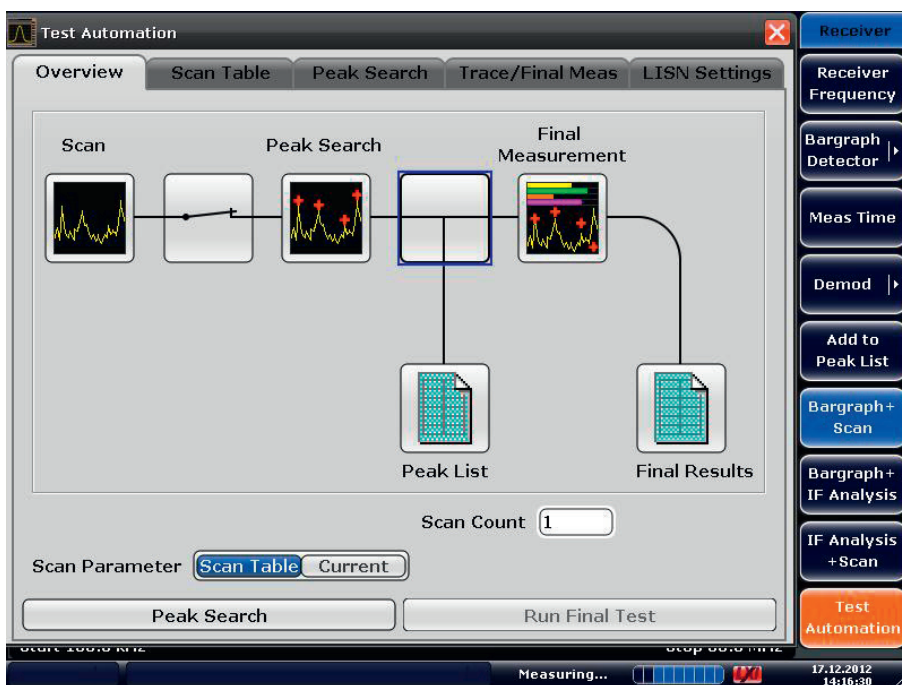 Test Automation
Overview
Scan Table
Peak Search
Trace/Final Meas
LISN Settings
Scan
Peak Search
Final
Measurement
Peak List
Final Results
Scan Count 1
Scan Parameter Scan Table Current
Peak Search
Run Final Test
Measuring...
17.12.2012
14:16:30
Receiver
Receiver
Frequency
Bargraph
Detector
Meas Time
Demod
Add to
Peak List
Bargraph+
Scan
Bargraph+
IF Analysis
IF Analysis
+Scan
Test
Automation